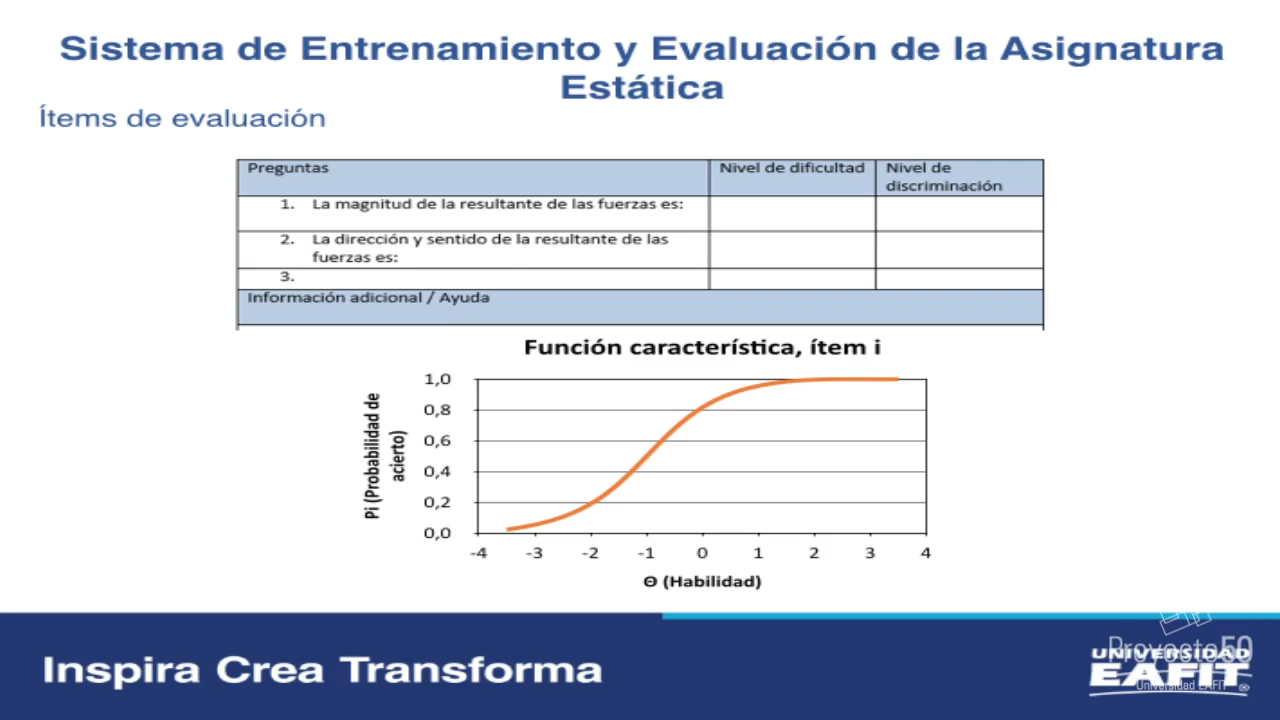 Sistema de Entrenamiento y Evaluación de la Asignatura
Estática
Ítems de evaluación
Preguntas
Nivel de dificultad
Nivel de
discriminación
1. La magnitud de la resultante de las fuerzas es:
2. La dirección y sentido de la resultante de las
fuerzas es:
3.
Información adicional / Ayuda
Función característica, ítem i
Pi (Probabilidad de
acierto)
1,0
0,8
0,6
0,4
0,2
0,0
-4 -3 -2 -1 0 1 2 3 4
Θ (Habilidad)
Inspira Crea Transforma
Proyecto50
UNIVERSIDAD
EAFIT®
Universidad EAFIT